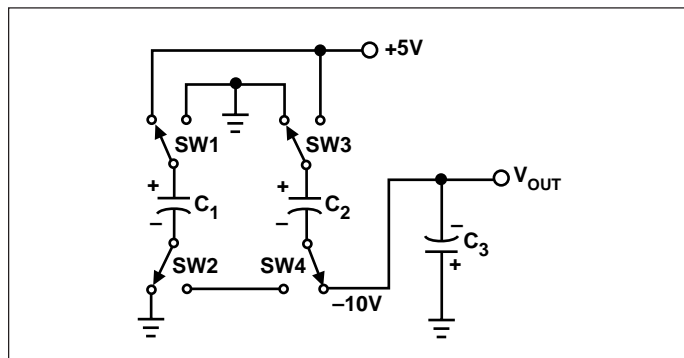 +5V
SW1
SW3
+
C1
–
+
C2
–
VOUT
–
C3
+
SW2
SW4
–10V